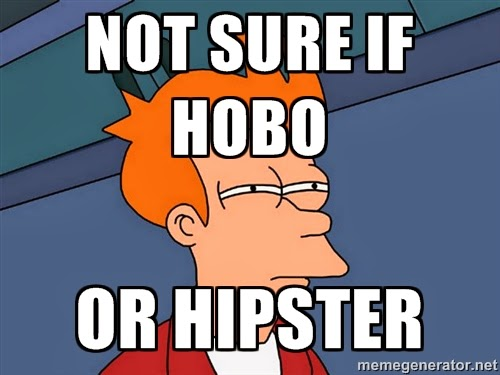 NOT SURE IF
HOBO
OR HIPSTER
memegenerator.net